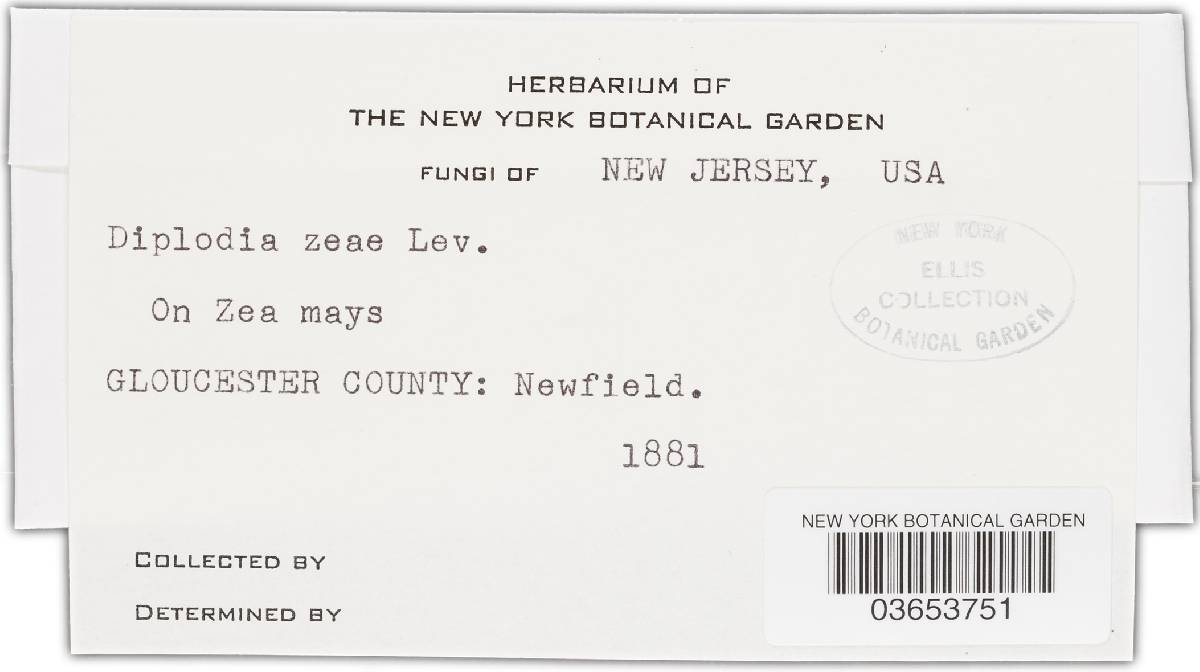 HERBARIUM OF
THE NEW YORK BOTANICAL GARDEN
FUNGI OF NEW JERSEY, USA
Diplodia zeae Lev.
On Zea mays
GLOUCESTER COUNTY: Newfield.
1881
NEW YORK
ELLIS
COLLECTION
BOTANICAL GARDEN
COLLECTED BY
DETERMINED BY
NEW YORK BOTANICAL GARDEN
03653751